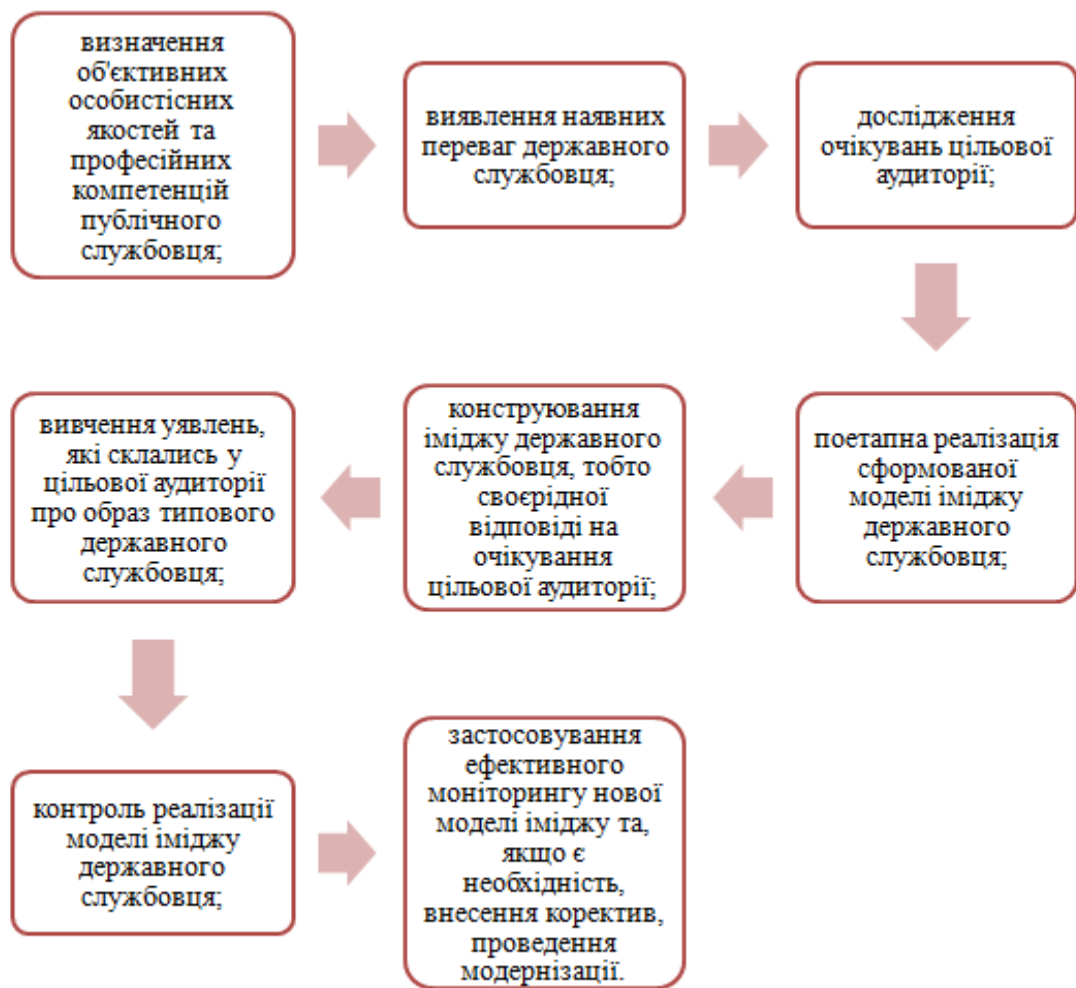 визначення
об'єктивних
особистісних
якостей та
професійних
компетенцій
публічного
службовця;
виявлення наявних
переваг державного
службовця;
дослідження
очікувань цільової
аудиторії;
поетапна реалізація
сформованої
моделі іміджу
державного
службовця;
конструювання
іміджу державного
службовця, тобто
своєрідної
відповіді на
очікування
цільової аудиторії;
вивчення уявлень,
які склались у
цільової аудиторії
про образ типового
державного
службовця;
контроль реалізації
моделі іміджу
державного
службовця;
застосовування
ефективного
моніторингу нової
моделі іміджу та,
якщо є
необхідність,
внесення коректив,
проведення
модернізації.